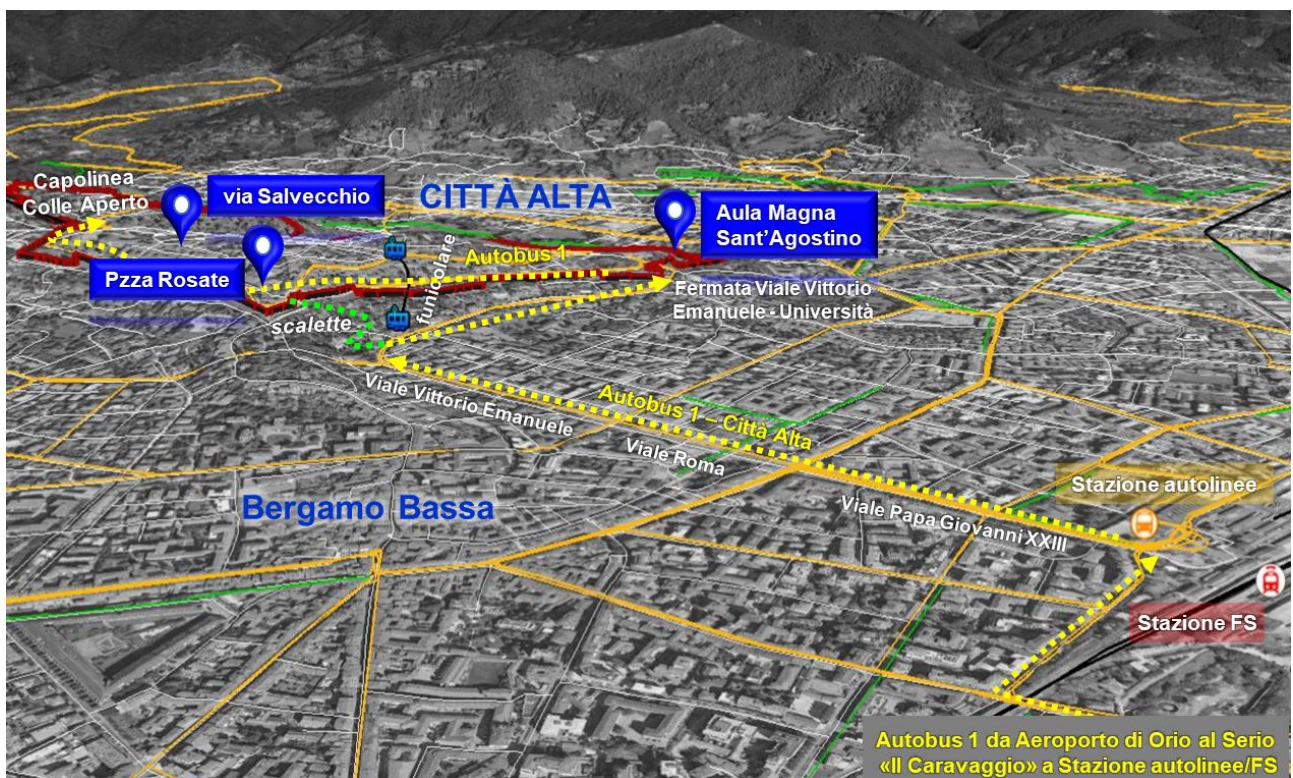 Capolinea
Colle Aperto
via Salvecchio
CITTÀ ALTA
Aula Magna
Sant’Agostino
Pzza Rosate
Autobus 1
funicolare
Fermata Viale Vittorio
Emanuele - Università
scalette
Viale Vittorio Emanuele
Autobus 1 – Città Alta
Viale Roma
Bergamo Bassa
Stazione autolinee
Viale Papa Giovanni XXIII
Stazione FS
Autobus 1 da Aeroporto di Orio al Serio
«Il Caravaggio» a Stazione autolinee/FS